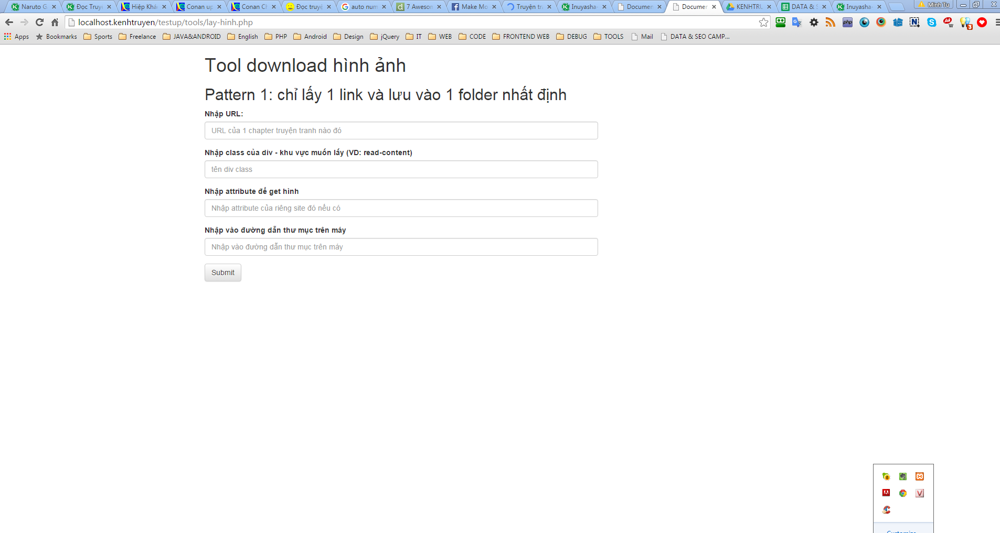 Naruto G
Đọc Truy
Hiệp Khá
Conan up
Conan Ch
Đọc truyệ
auto num
7 Aweson
Make Mo
Truyện tr
Inuyasha-
Documen
Documen
KENHTRU
DATA & S
Inuyasha-
Minh Tu
localhost.kenhtruyen/testup/tools/lay-hinh.php
Apps
Bookmarks
Sports
Freelance
JAVA&ANDROID
English
PHP
Android
Design
jQuery
IT
WEB
CODE
FRONTEND WEB
DEBUG
TOOLS
Mail
DATA & SEO CAMP...
Tool download hình ảnh
Pattern 1: chỉ lấy 1 link và lưu vào 1 folder nhất định
Nhập URL:
URL của 1 chapter truyện tranh nào đó
Nhập class của div - khu vực muốn lấy (VD: read-content)
tên div class
Nhập attribute để get hình
Nhập attribute của riêng site đó nếu có
Nhập vào đường dẫn thư mục trên máy
Nhập vào đường dẫn thư mục trên máy
Submit